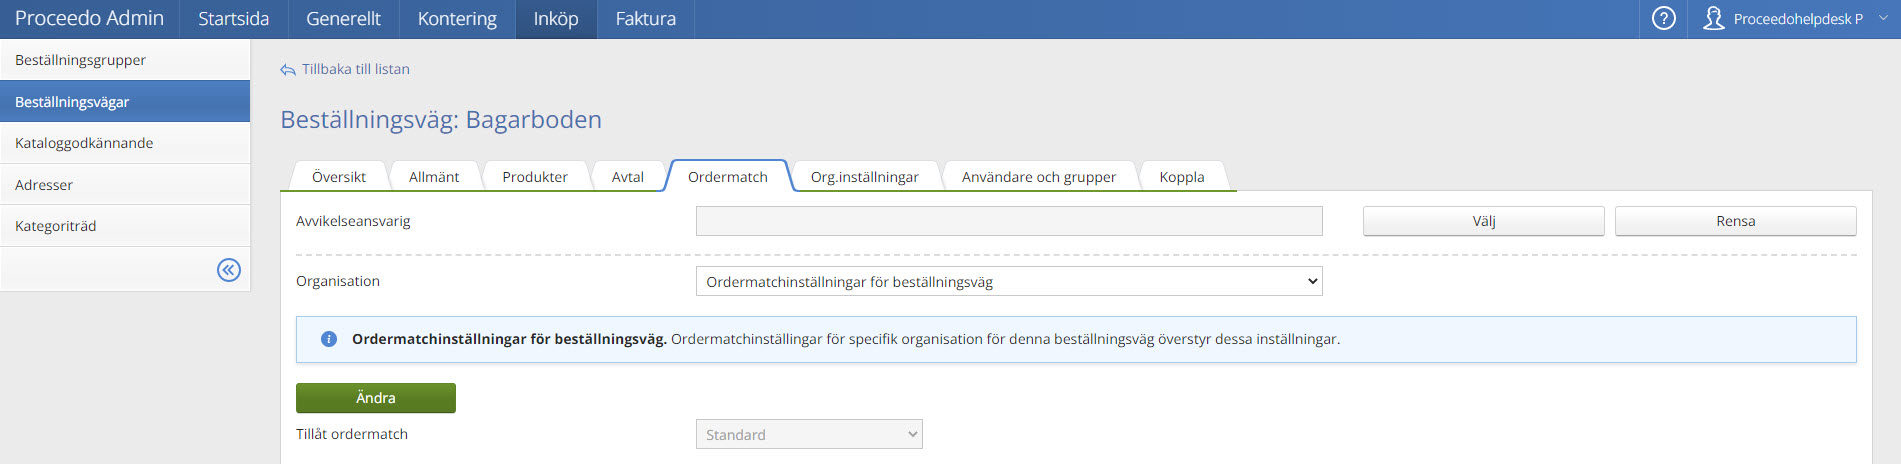 Proceedo Admin Startsida Generellt Kontering Inköp Faktura ? Proceedohelpdesk P
Beställningsgrupper
Beställningsvägar
Kataloggodkännande
Adresser
Kategoriträd
Tillbaka till listan
Beställningsväg: Bagarboden
Översikt Allmänt Produkter Avtal Ordermatch Org.inställningar Användare och grupper Koppla
Avvikelseansvarig Välj Rensa
Organisation Ordermatchinställningar för beställningsväg
i Ordermatchinställningar för beställningsväg. Ordermatchinställingar för specifik organisation för denna beställningsväg överstyr dessa inställningar.
Ändra
Tillåt ordermatch Standard